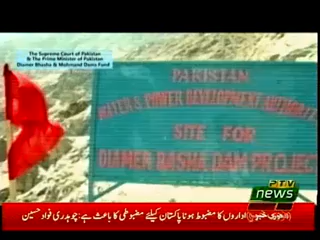 The Supreme Court of Pakistan
& The Prime Minister of Pakistan
Diamer Bhasha & Mohmand Dams Fund
PAKISTAN
WATER & POWER DEVELOPMENT AUTHORITY
SITE FOR
DIAMER BASHA DAM PROJECT
PTV
news
اداروں کا مضبوط ہونا پاکستان کیلئے مضبوطی کا باعث ہے: چوہدری فواد حسین